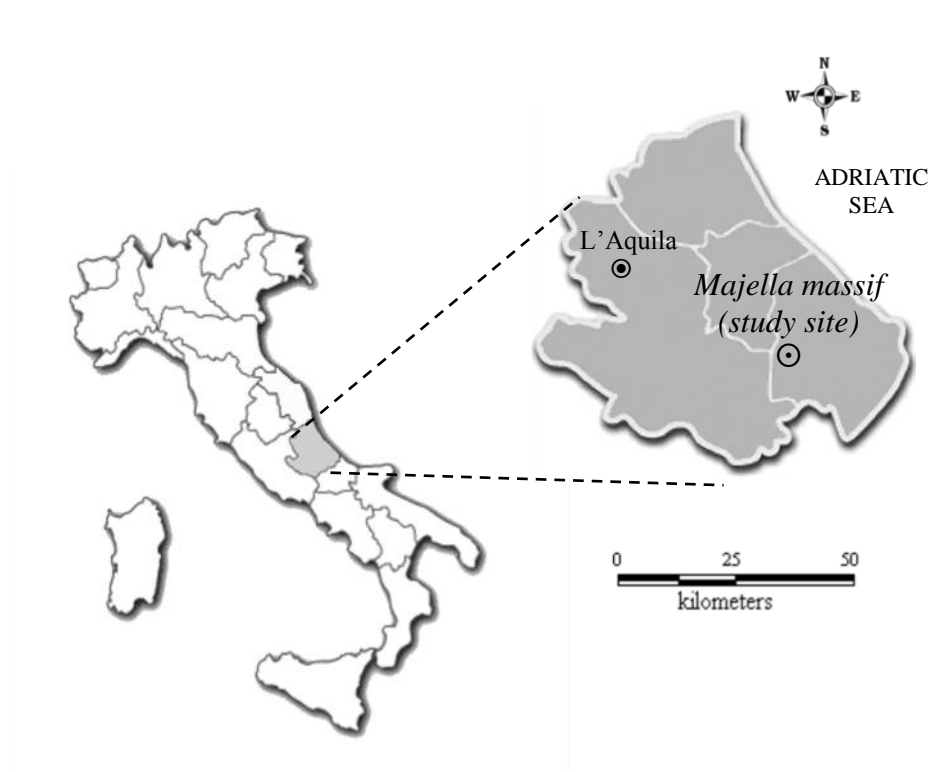 N
W E
S
ADRIATIC
SEA
L’Aquila
Majella massif
(study site)
0 25 50
kilometers